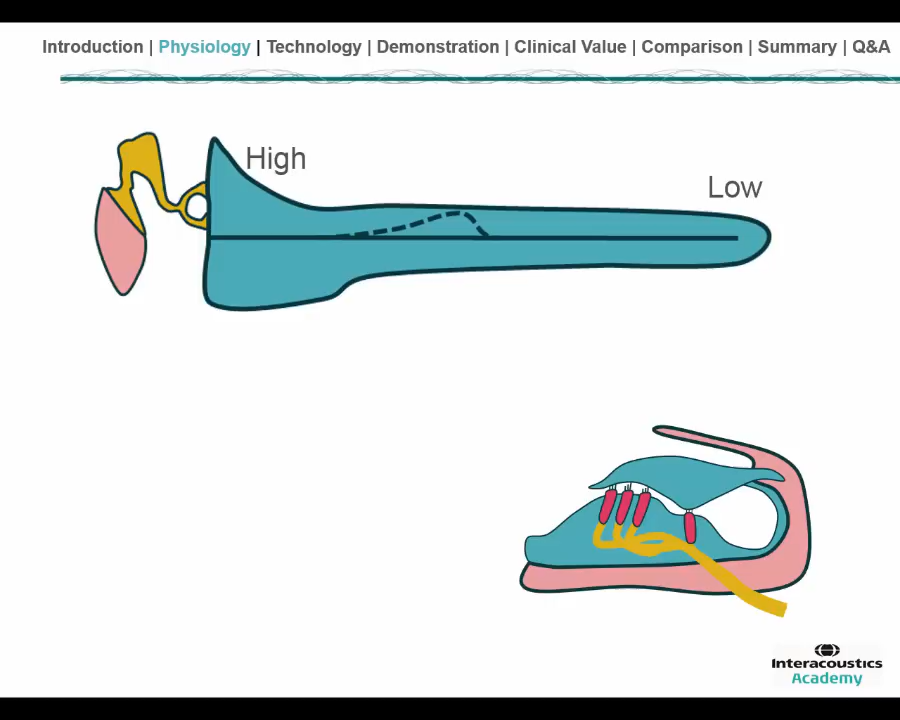 Introduction | Physiology | Technology | Demonstration | Clinical Value | Comparison | Summary | Q&A
High
Low
Interacoustics
Academy